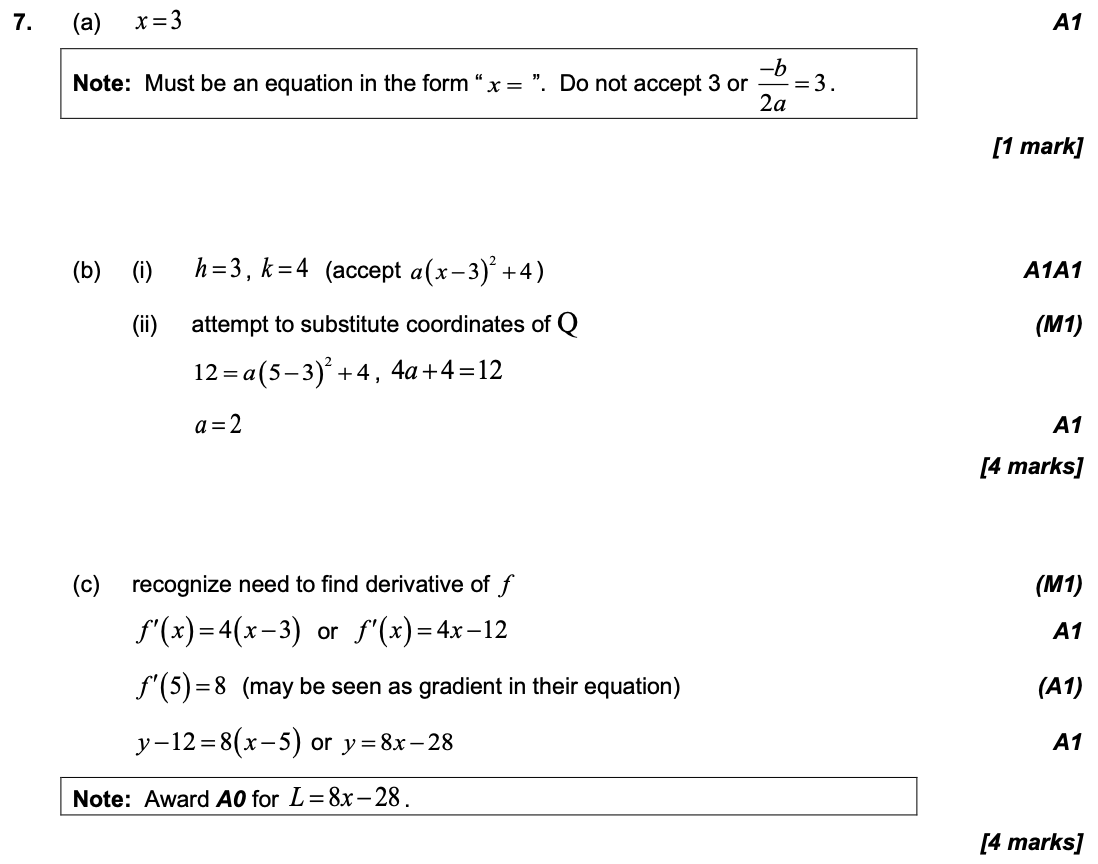 7. (a) x = 3 A1
Note: Must be an equation in the form “ x = ”. Do not accept 3 or −b/2a = 3 .
[1 mark]
(b) (i) h = 3 , k = 4 (accept a(x − 3)² + 4 ) A1A1
(ii) attempt to substitute coordinates of Q (M1)
12 = a(5 − 3)² + 4 , 4a + 4 = 12
a = 2 A1
[4 marks]
(c) recognize need to find derivative of f (M1)
f′(x) = 4(x − 3) or f′(x) = 4x − 12 A1
f′(5) = 8 (may be seen as gradient in their equation) (A1)
y − 12 = 8(x − 5) or y = 8x − 28 A1
Note: Award A0 for L = 8x − 28 .
[4 marks]